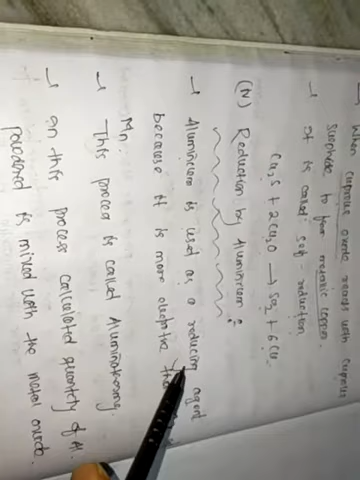 → When cuprous oxide reacts with cuprous
sulphide to form metallic copper.
→ It is called self-reduction
Cu2S + 2Cu2O → SO2 + 6Cu
(iv) Reduction by Aluminium :
→ Aluminium is used as a reducing agent
because it is more
Mn.
→ This process is called Aluminothermy.
→ In this process calculated quantity of Al.
powdered is mixed with the metal oxide.